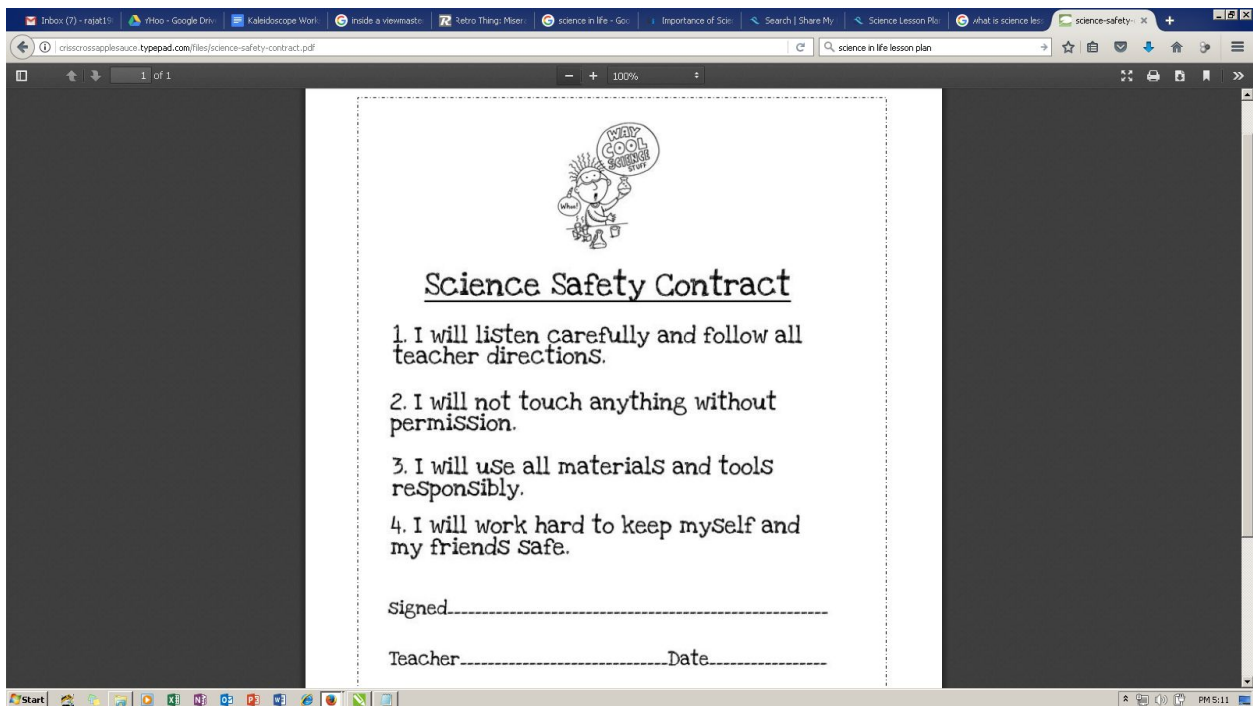 Inbox (7) - rajat19
rHoo - Google Driv
Kaleidoscope Work
inside a viewmaste
Retro Thing: Miser
science in life - Goo
Importance of Scie
Search | Share My
Science Lesson Pla
what is science les
science-safety-
crisscrossapplesauce.typepad.com/files/science-safety-contract.pdf
science in life lesson plan
1 of 1
100%
WAY
COOL
SCIENCE
STUFF
Whoa!
Science Safety Contract
1. I will listen carefully and follow all
teacher directions.
2. I will not touch anything without
permission.
3. I will use all materials and tools
responsibly.
4. I will work hard to keep myself and
my friends safe.
signed
Teacher Date
Start
PM 5:11